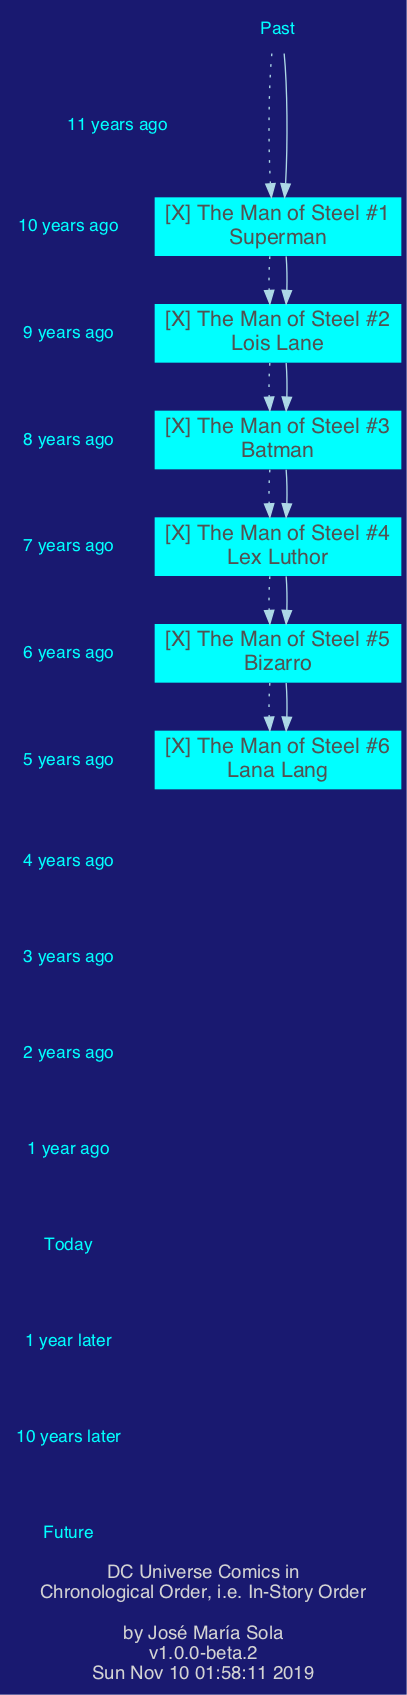 Past
11 years ago
10 years ago
[X] The Man of Steel #1
Superman
9 years ago
[X] The Man of Steel #2
Lois Lane
8 years ago
[X] The Man of Steel #3
Batman
7 years ago
[X] The Man of Steel #4
Lex Luthor
6 years ago
[X] The Man of Steel #5
Bizarro
5 years ago
[X] The Man of Steel #6
Lana Lang
4 years ago
3 years ago
2 years ago
1 year ago
Today
1 year later
10 years later
Future
DC Universe Comics in
Chronological Order, i.e. In-Story Order
by José María Sola
v1.0.0-beta.2
Sun Nov 10 01:58:11 2019